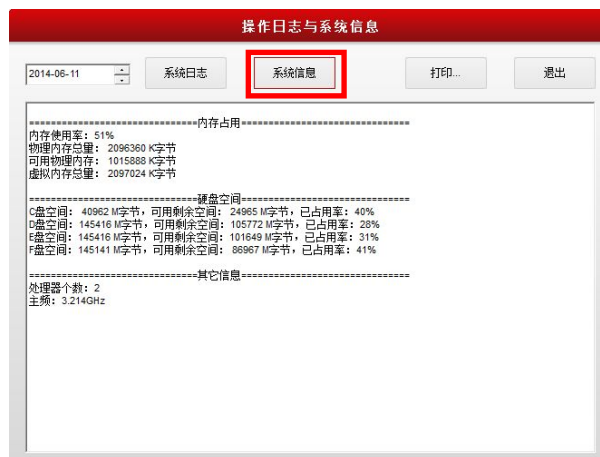 操作日志与系统信息
2014-06-11 系统日志 系统信息 打印... 退出
==============================内存占用==============================
内存使用率: 51%
物理内存总量: 2096360 K字节
可用物理内存: 1015888 K字节
虚拟内存总量: 2097024 K字节
==============================硬盘空间==============================
C盘空间: 40962 M字节，可用剩余空间: 24965 M字节，已占用率: 40%
D盘空间: 145416 M字节，可用剩余空间: 105772 M字节，已占用率: 28%
E盘空间: 145416 M字节，可用剩余空间: 101649 M字节，已占用率: 31%
F盘空间: 145141 M字节，可用剩余空间: 86967 M字节，已占用率: 41%
==============================其它信息==============================
处理器个数: 2
主频: 3.214GHz